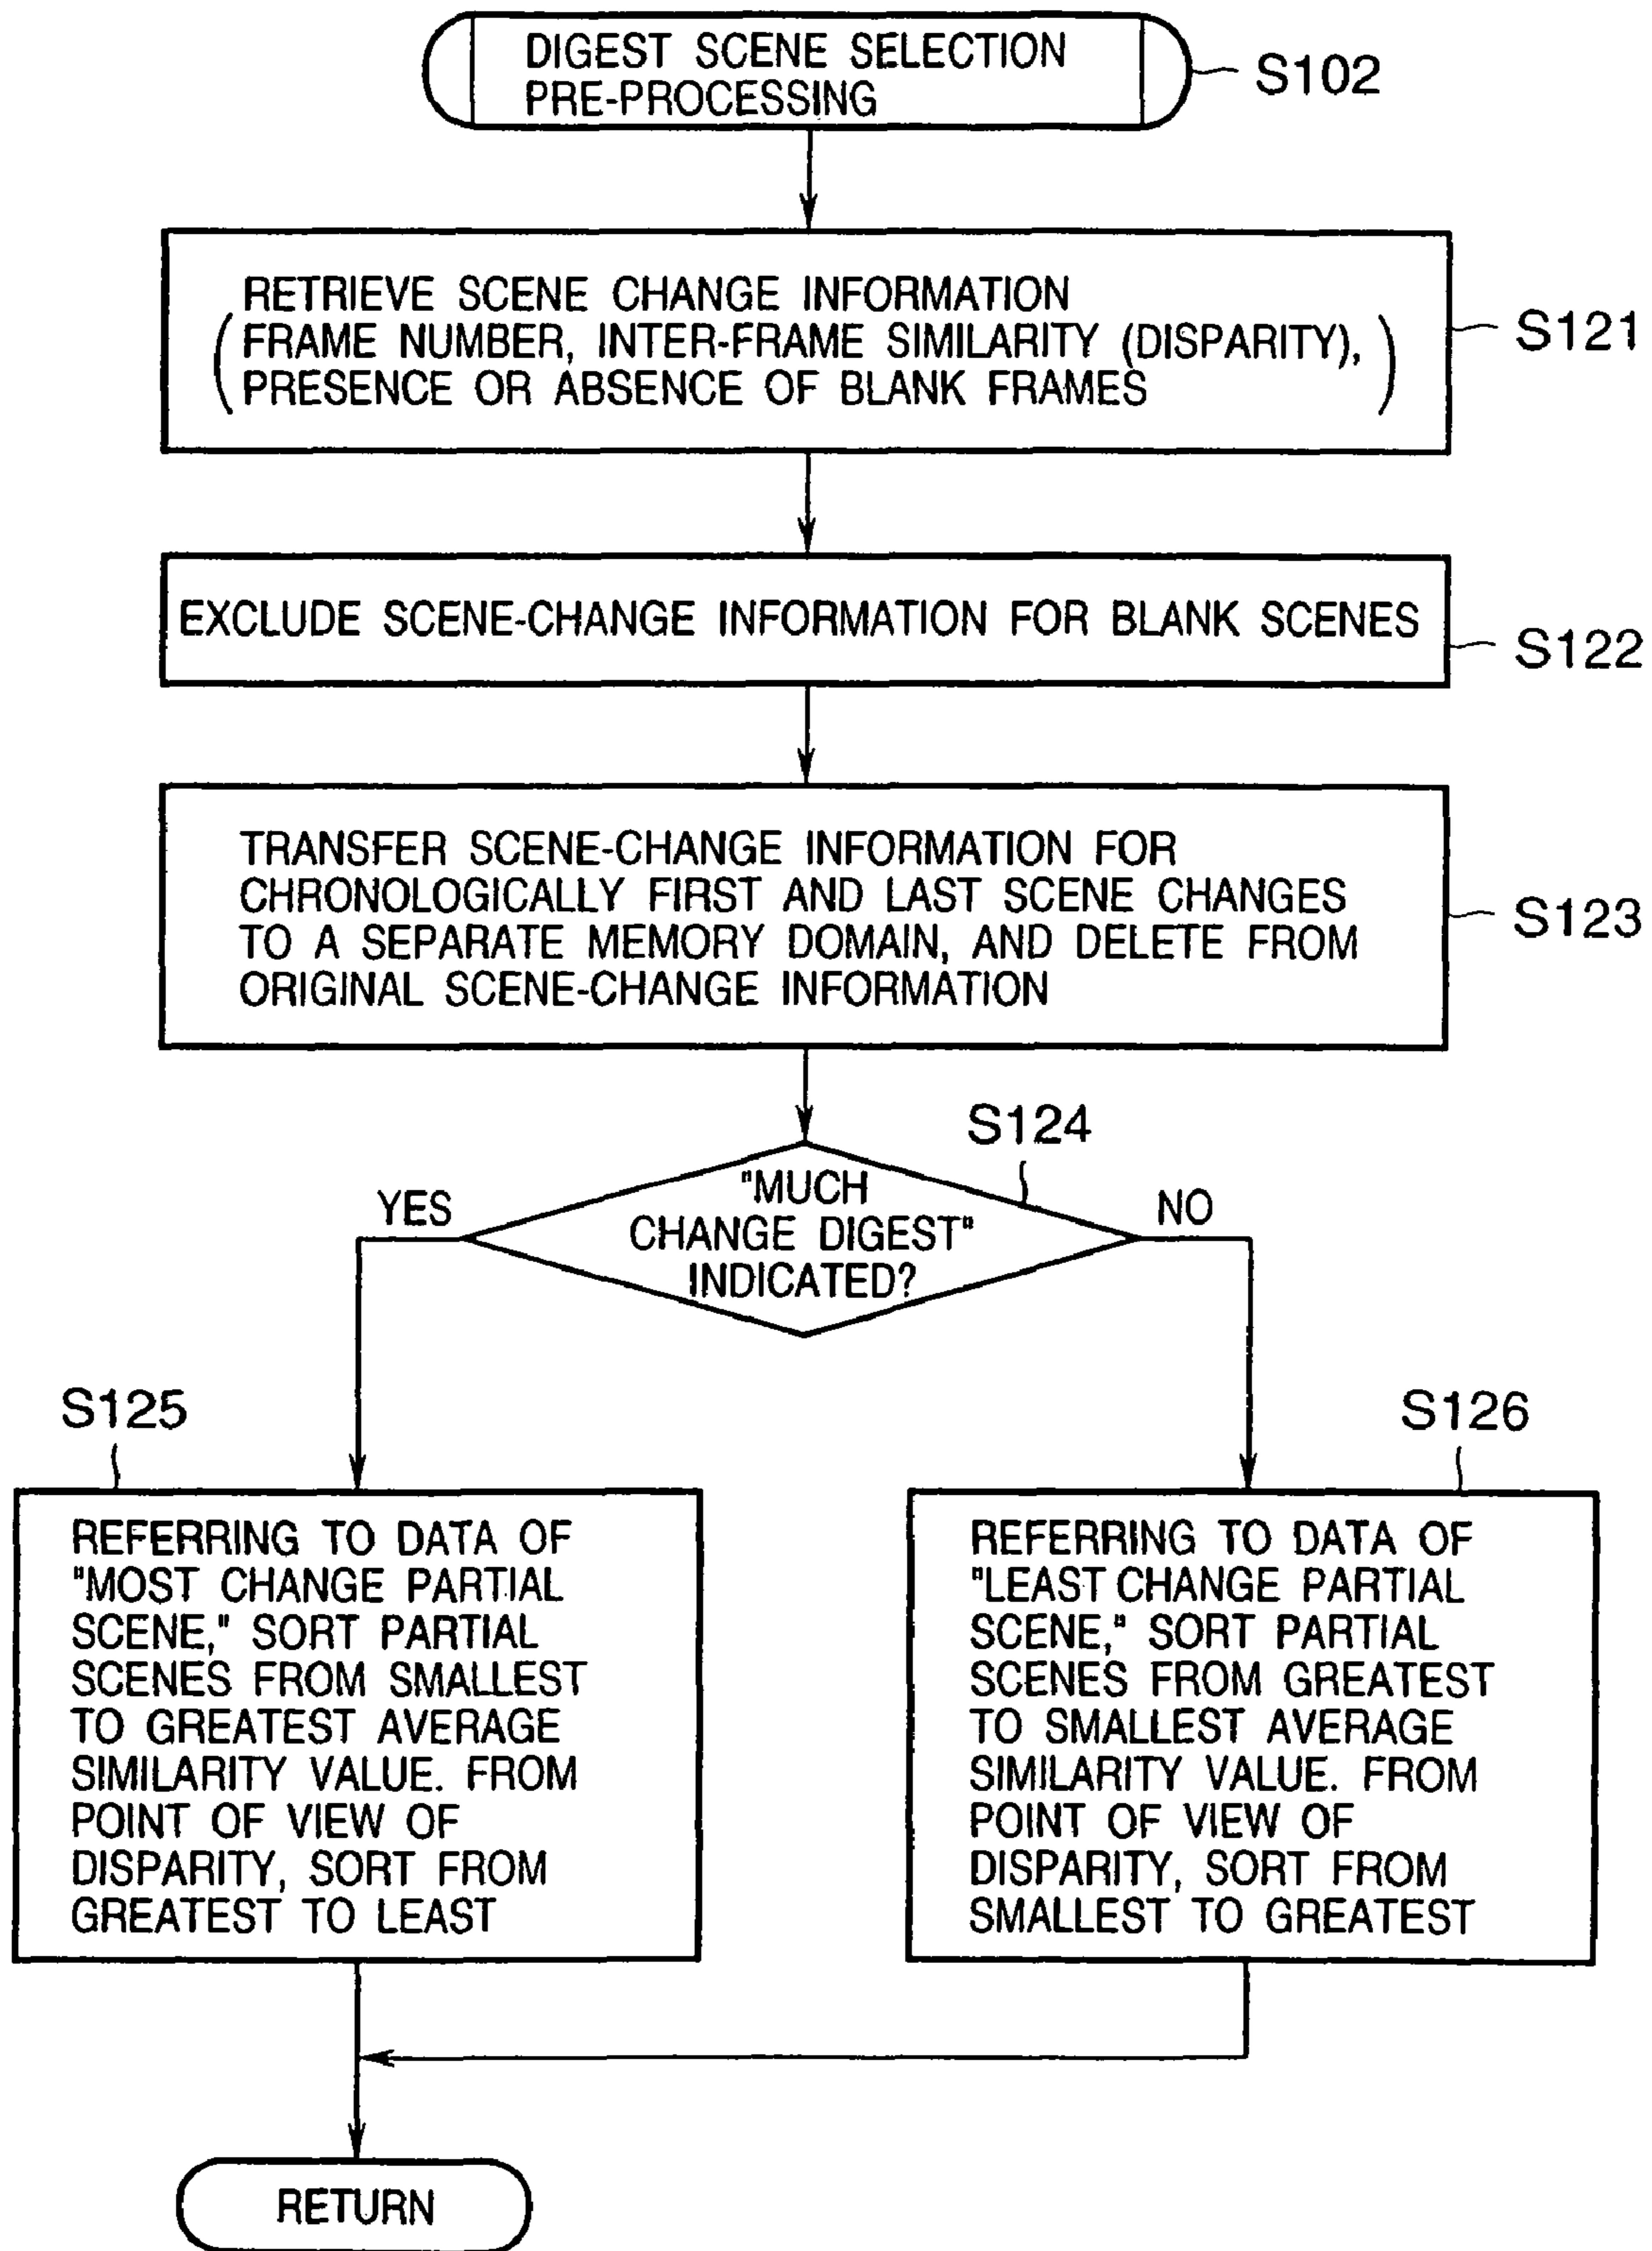 DIGEST SCENE SELECTION
PRE-PROCESSING
S102
RETRIEVE SCENE CHANGE INFORMATION
(FRAME NUMBER, INTER-FRAME SIMILARITY (DISPARITY),
PRESENCE OR ABSENCE OF BLANK FRAMES)
S121
EXCLUDE SCENE-CHANGE INFORMATION FOR BLANK SCENES
S122
TRANSFER SCENE-CHANGE INFORMATION FOR
CHRONOLOGICALLY FIRST AND LAST SCENE CHANGES
TO A SEPARATE MEMORY DOMAIN, AND DELETE FROM
ORIGINAL SCENE-CHANGE INFORMATION
S123
S124
"MUCH
CHANGE DIGEST"
INDICATED?
YES
NO
S125
REFERRING TO DATA OF
"MOST CHANGE PARTIAL
SCENE," SORT PARTIAL
SCENES FROM SMALLEST
TO GREATEST AVERAGE
SIMILARITY VALUE. FROM
POINT OF VIEW OF
DISPARITY, SORT FROM
GREATEST TO LEAST
S126
REFERRING TO DATA OF
"LEAST CHANGE PARTIAL
SCENE," SORT PARTIAL
SCENES FROM GREATEST
TO SMALLEST AVERAGE
SIMILARITY VALUE. FROM
POINT OF VIEW OF
DISPARITY, SORT FROM
SMALLEST TO GREATEST
RETURN